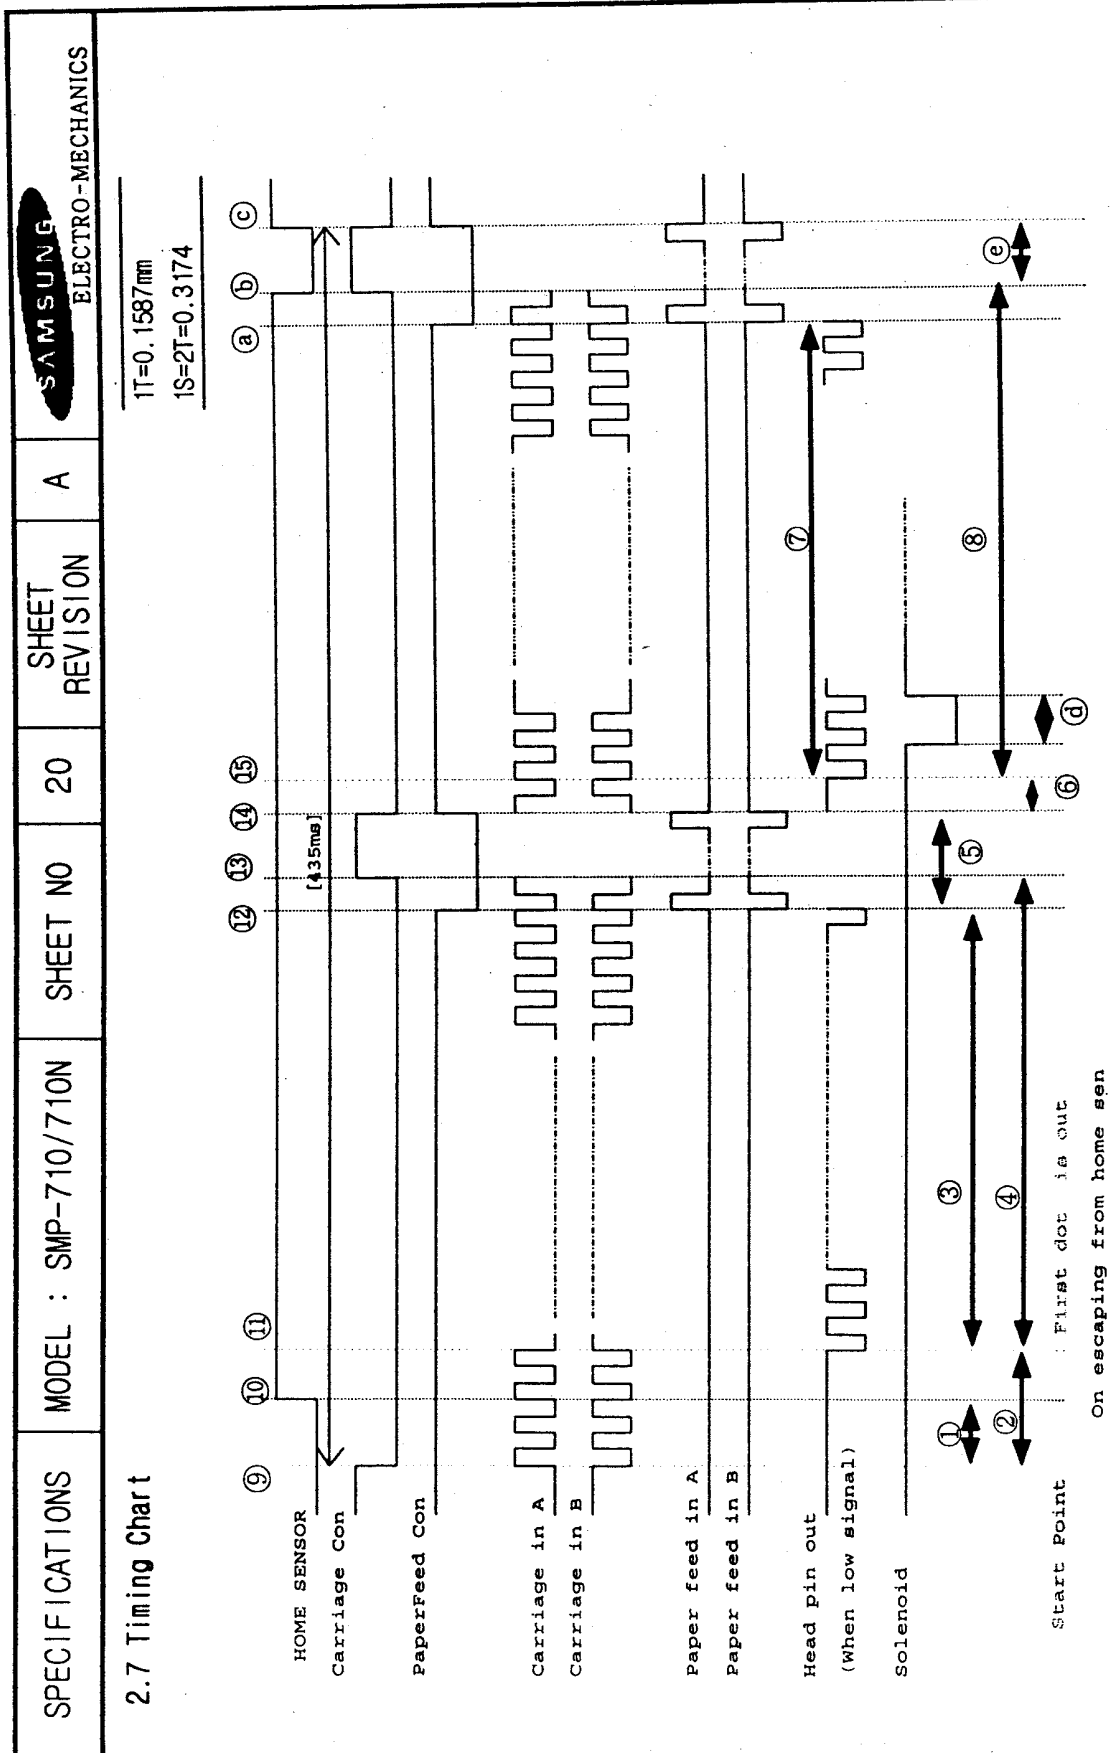 SPECIFICATIONS
MODEL : SMP-710/710N
SHEET NO
20
SHEET
REVISION
A
SAMSUNG
ELECTRO-MECHANICS
2.7 Timing Chart
1T=0.1587mm
1S=2T=0.3174
⑨ ⑩ ⑪ ⑫ ⑬ ⑭ ⑮ ⓐ ⓑ ⓒ
HOME SENSOR
[435ms]
Carriage Con
PaperFeed Con
Carriage in A
Carriage in B
Paper feed in A
Paper feed in B
Head pin out
(When low signal)
⑦
Solenoid
① ③ ⑤ ⑧ ⓔ
② ④ ⑥ ⓓ
Start Point : First dot is out
On escaping from home sen